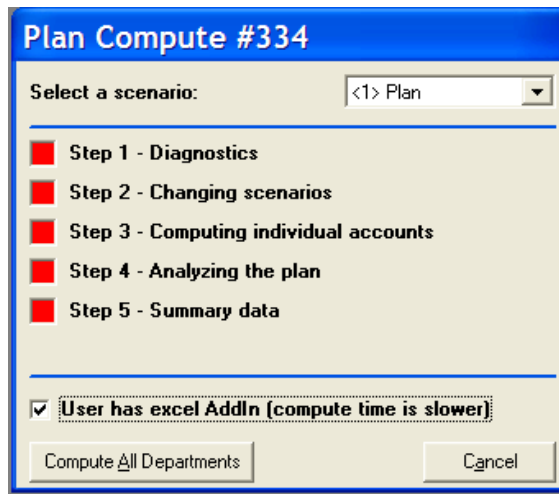 Plan Compute #334
Select a scenario: <1> Plan
Step 1 - Diagnostics
Step 2 - Changing scenarios
Step 3 - Computing individual accounts
Step 4 - Analyzing the plan
Step 5 - Summary data
User has excel AddIn (compute time is slower)
Compute All Departments Cancel